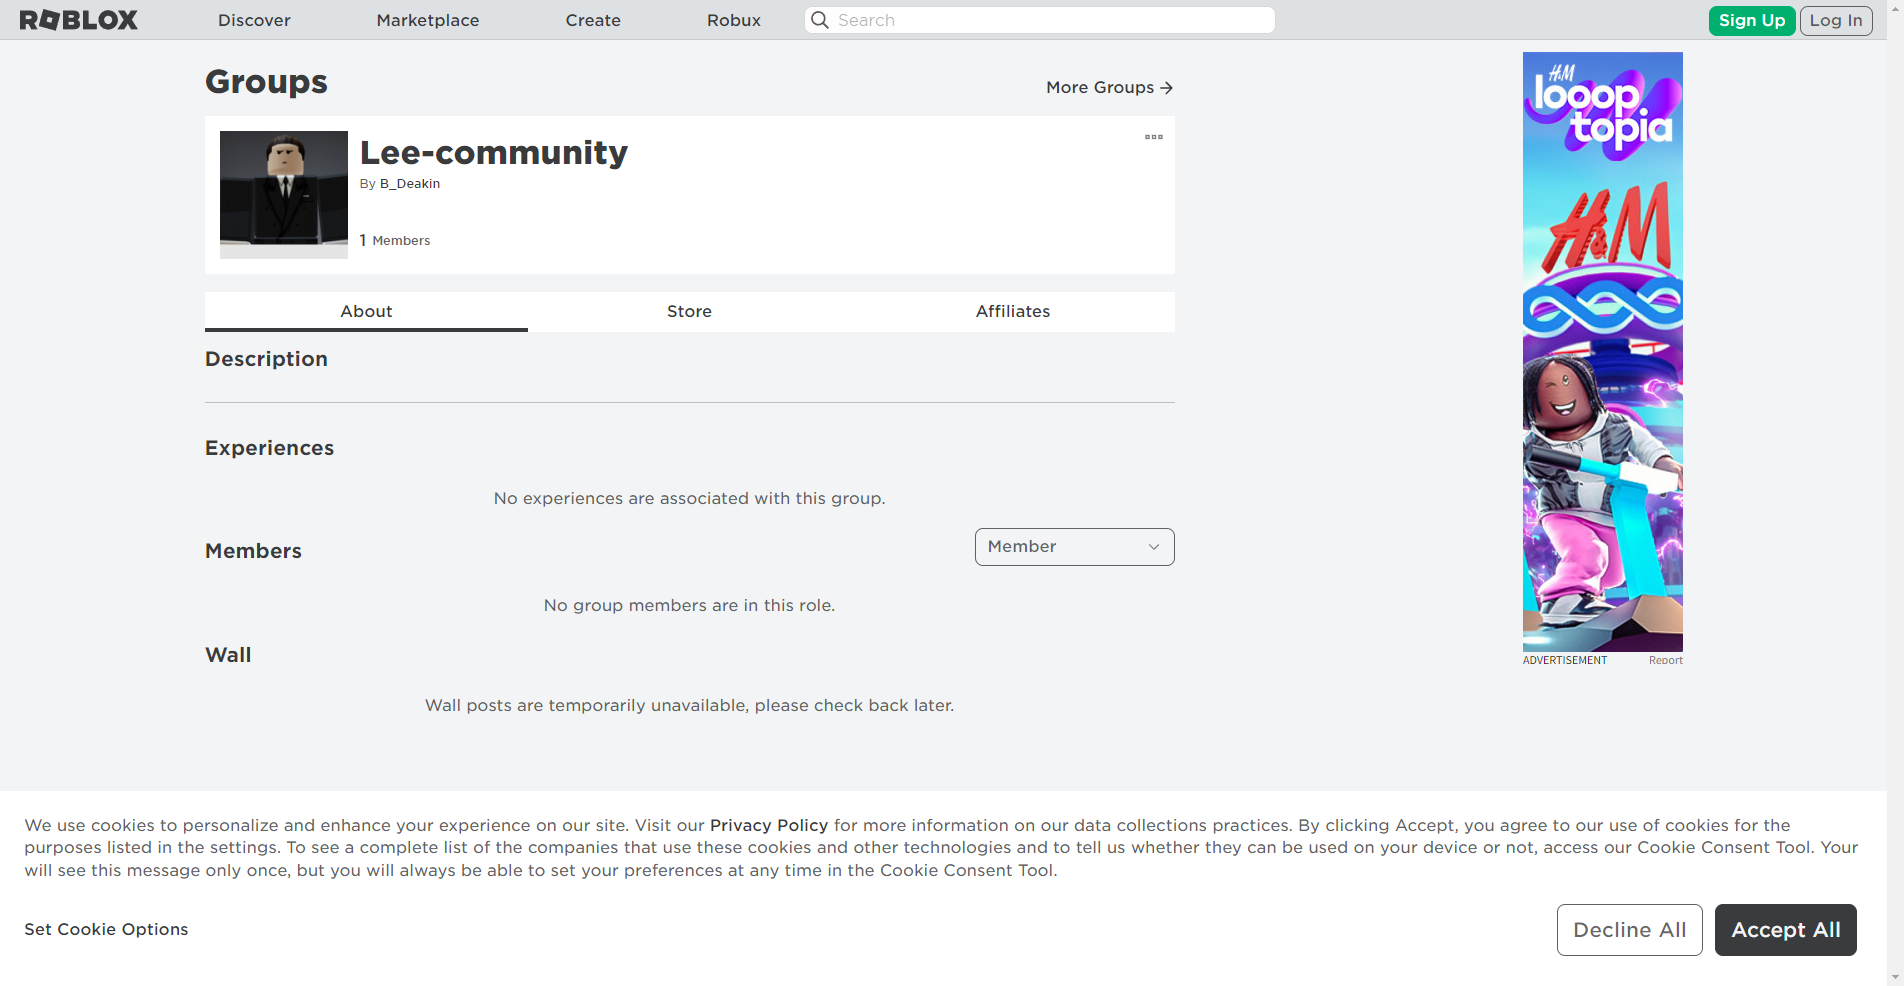 ROBLOX
Discover
Marketplace
Create
Robux
Search
Sign Up
Log In
Groups
More Groups
Lee-community
By B_Deakin
1 Members
About
Store
Affiliates
Description
Experiences
No experiences are associated with this group.
Members
Member
No group members are in this role.
Wall
Wall posts are temporarily unavailable, please check back later.
H&M
looop
topia
H&M
ADVERTISEMENT
Report
We use cookies to personalize and enhance your experience on our site. Visit our Privacy Policy for more information on our data collections practices. By clicking Accept, you agree to our use of cookies for the
purposes listed in the settings. To see a complete list of the companies that use these cookies and other technologies and to tell us whether they can be used on your device or not, access our Cookie Consent Tool. Your
will see this message only once, but you will always be able to set your preferences at any time in the Cookie Consent Tool.
Set Cookie Options
Decline All
Accept All